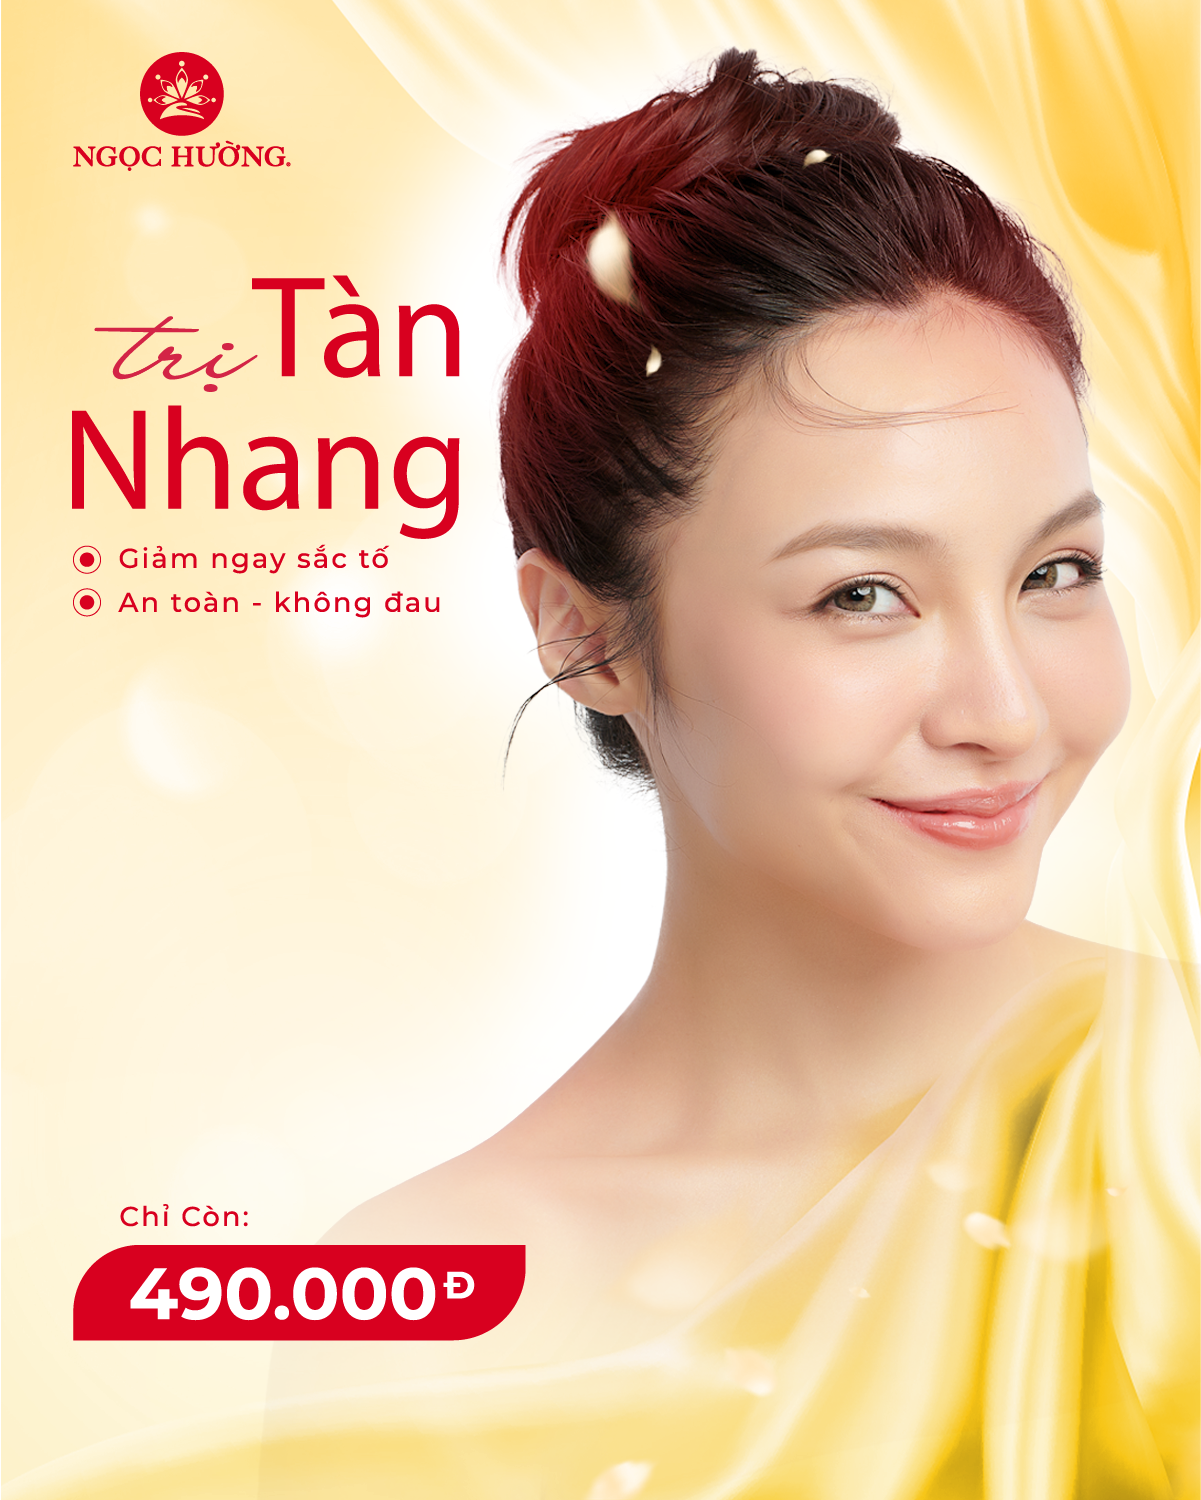 NGỌC HƯỜNG®
trị Tàn
Nhang
Giảm ngay sắc tố
An toàn - không đau
Chỉ Còn:
490.000Đ